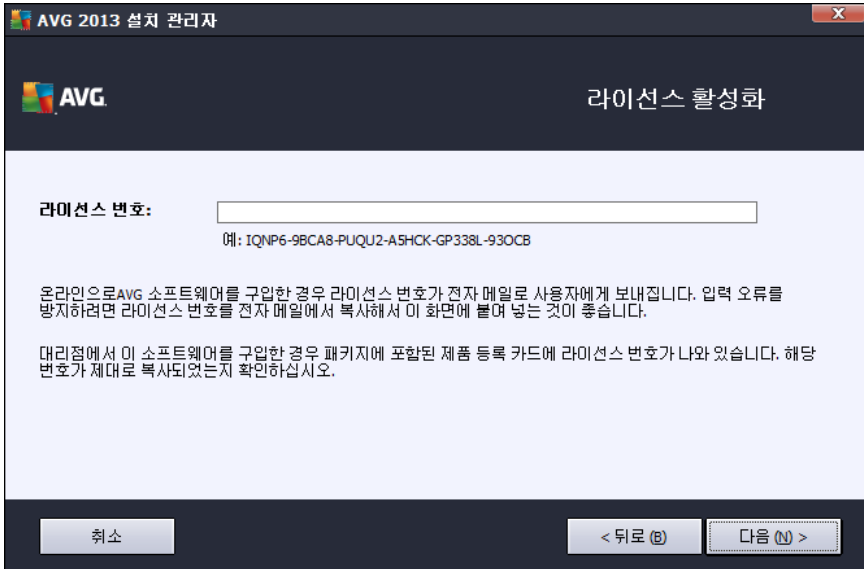 AVG 2013 설치 관리자
X
AVG.
라이선스 활성화
라이선스 번호:
예: IQNP6-9BCA8-PUQU2-A5HCK-GP338L-93OCB
온라인으로AVG 소프트웨어를 구입한 경우 라이선스 번호가 전자 메일로 사용자에게 보내집니다. 입력 오류를
방지하려면 라이선스 번호를 전자 메일에서 복사해서 이 화면에 붙여 넣는 것이 좋습니다.
대리점에서 이 소프트웨어를 구입한 경우 패키지에 포함된 제품 등록 카드에 라이선스 번호가 나와 있습니다. 해당
번호가 제대로 복사되었는지 확인하십시오.
취소
< 뒤로 (B)
다음 (N) >